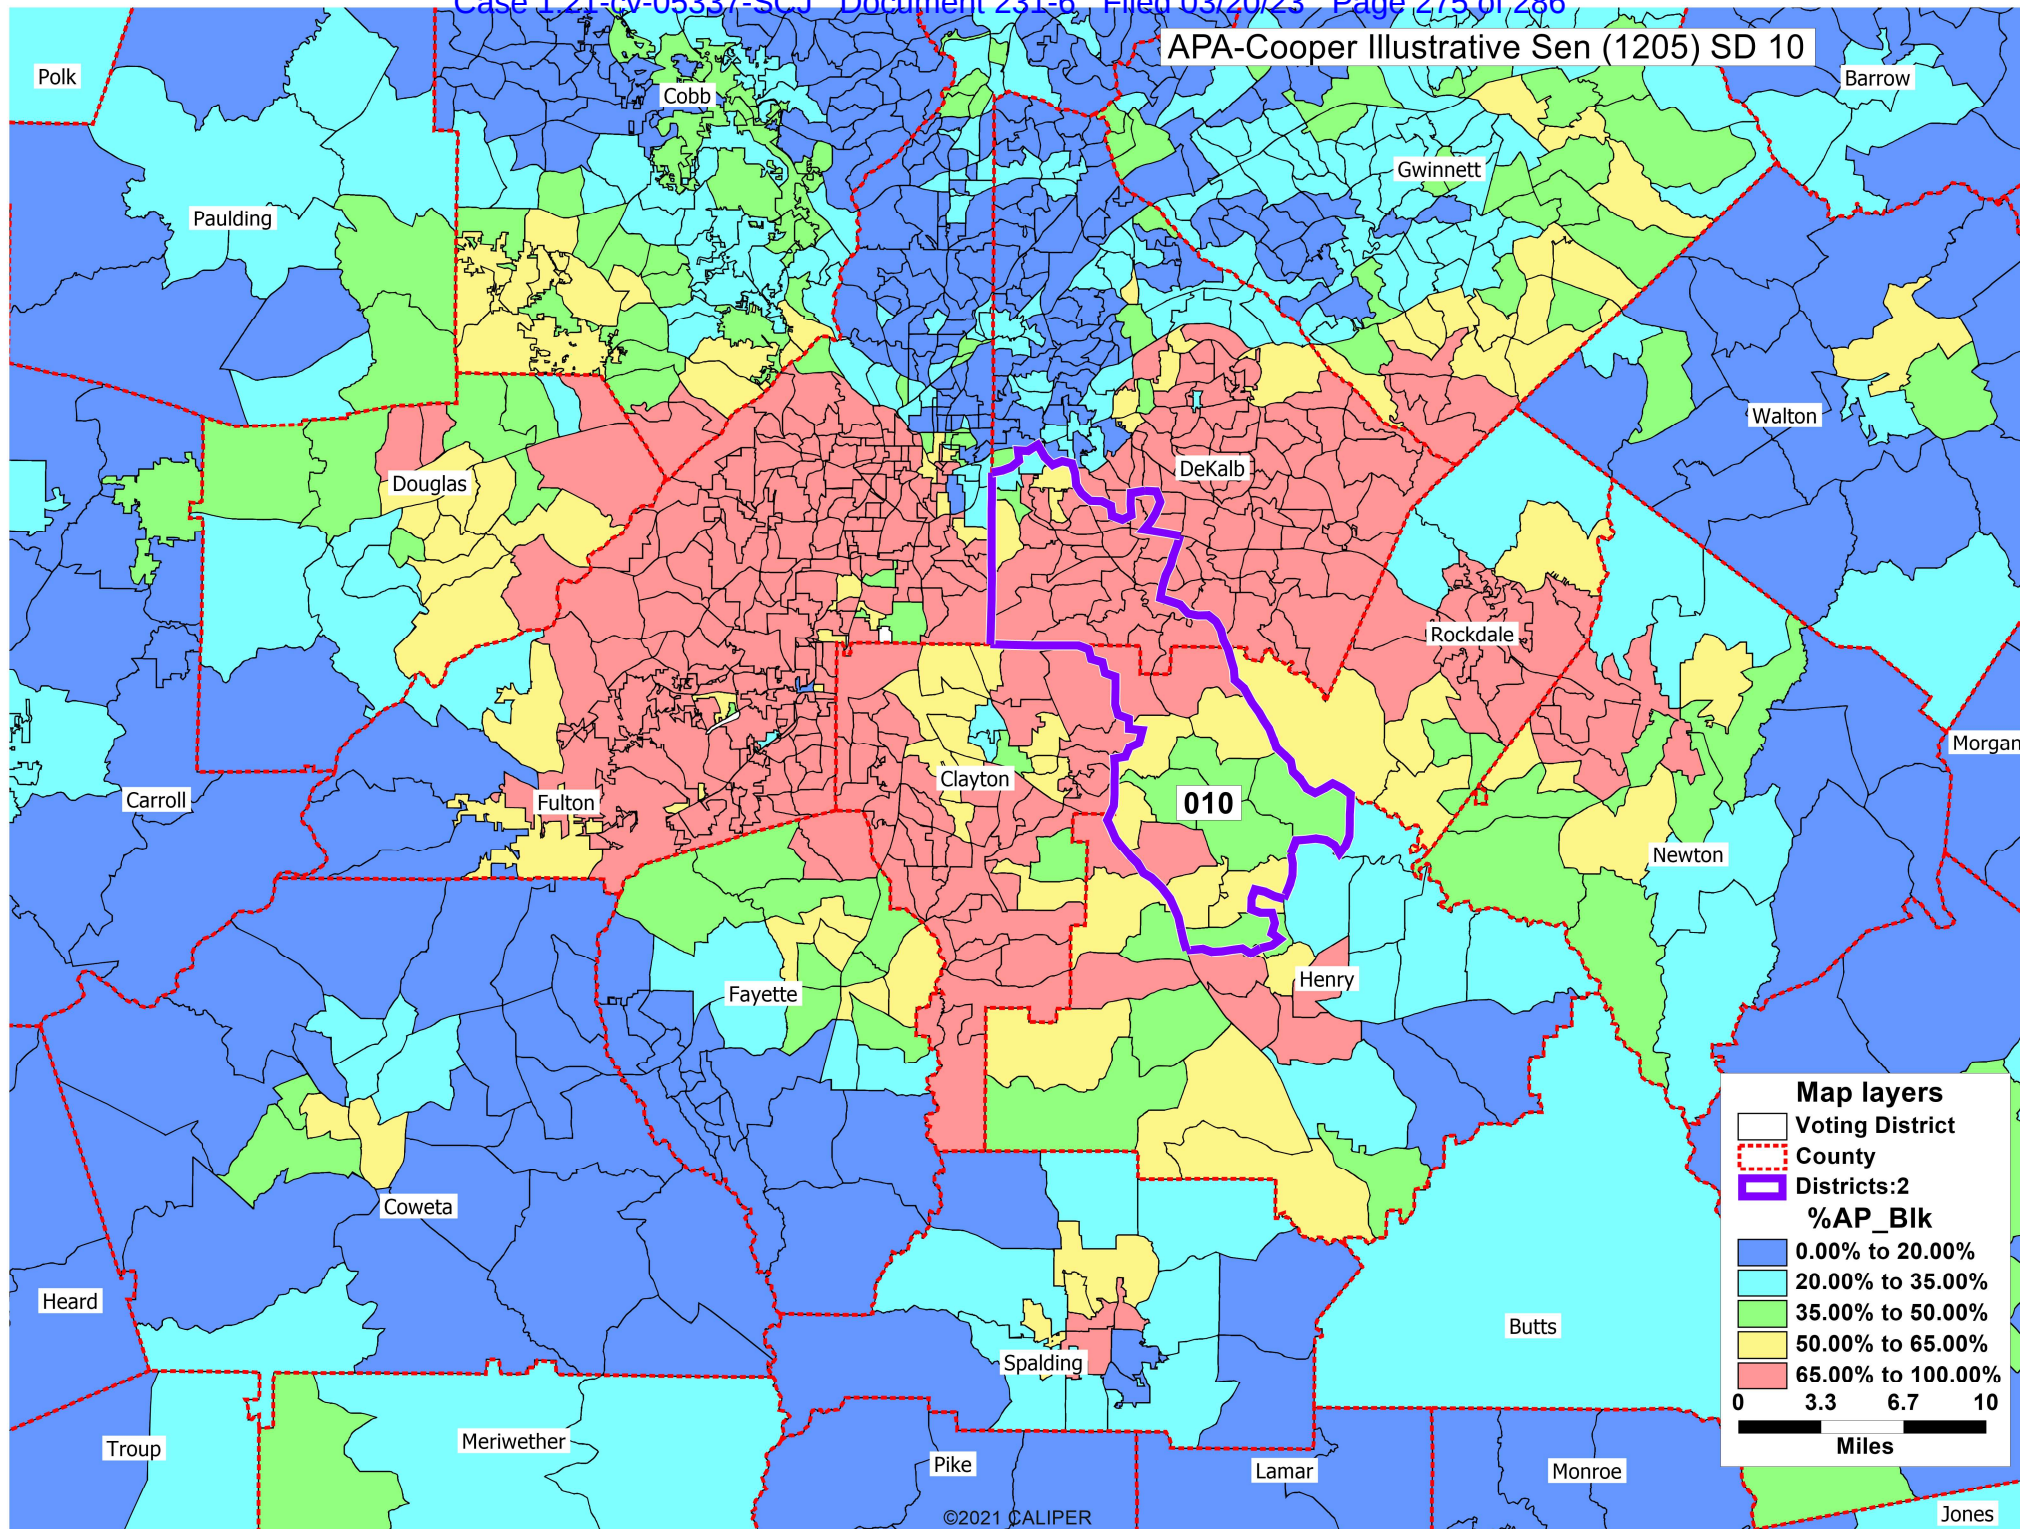 Case 1:21-cv-05337-SCJ Document 231-6 Filed 03/20/23 Page 275 of 286
APA-Cooper Illustrative Sen (1205) SD 10
Polk
Cobb
Barrow
Gwinnett
Paulding
Walton
DeKalb
Douglas
Rockdale
Morgan
Clayton
Carroll
Fulton
010
Newton
Henry
Fayette
Coweta
Heard
Butts
Spalding
Troup
Meriwether
Pike
Lamar
Monroe
Jones
Map layers
Voting District
County
Districts:2
%AP_Blk
0.00% to 20.00%
20.00% to 35.00%
35.00% to 50.00%
50.00% to 65.00%
65.00% to 100.00%
0 3.3 6.7 10
Miles
©2021 CALIPER